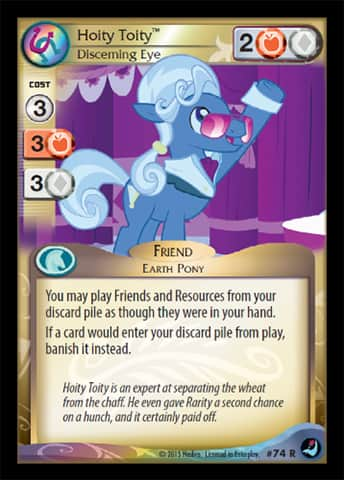 Hoity Toity™
Discerning Eye
2
COST
3
3
3
FRIEND
EARTH PONY
You may play Friends and Resources from your
discard pile as though they were in your hand.
If a card would enter your discard pile from play,
banish it instead.
Hoity Toity is an expert at separating the wheat
from the chaff. He even gave Rarity a second chance
on a hunch, and it certainly paid off.
© 2015 Hasbro. Licensed to Enterplay. #74 R